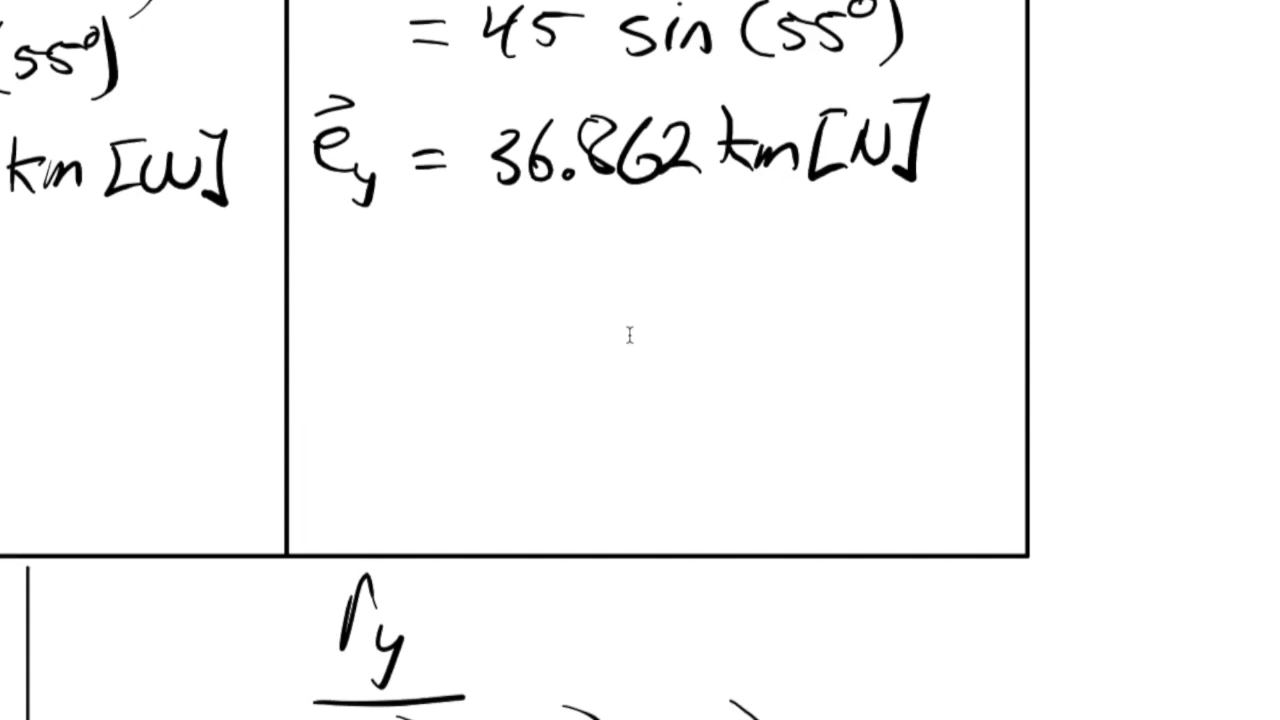 (55°)
km [W]
= 45 sin (55°)
e⃗y = 36.862 km [N]
ry